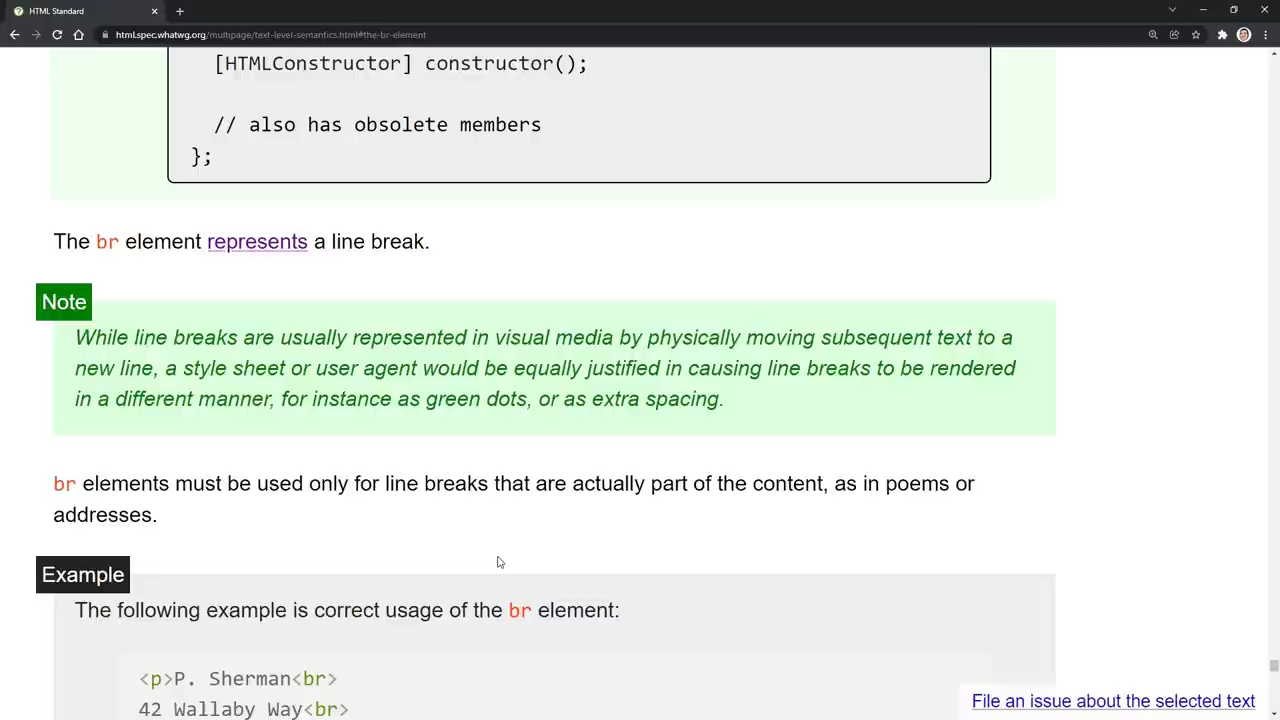 HTML Standard
html.spec.whatwg.org/multipage/text-level-semantics.html#the-br-element
[HTMLConstructor] constructor();
// also has obsolete members
};
The br element represents a line break.
Note
While line breaks are usually represented in visual media by physically moving subsequent text to a
new line, a style sheet or user agent would be equally justified in causing line breaks to be rendered
in a different manner, for instance as green dots, or as extra spacing.
br elements must be used only for line breaks that are actually part of the content, as in poems or
addresses.
Example
The following example is correct usage of the br element:
<p>P. Sherman<br>
42 Wallaby Way<br>
File an issue about the selected text